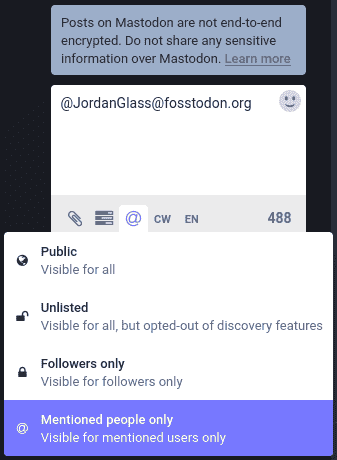 Posts on Mastodon are not end-to-end
encrypted. Do not share any sensitive
information over Mastodon. Learn more
@JordanGlass@fosstodon.org
@ CW EN 488
Public
Visible for all
Unlisted
Visible for all, but opted-out of discovery features
Followers only
Visible for followers only
@ Mentioned people only
Visible for mentioned users only